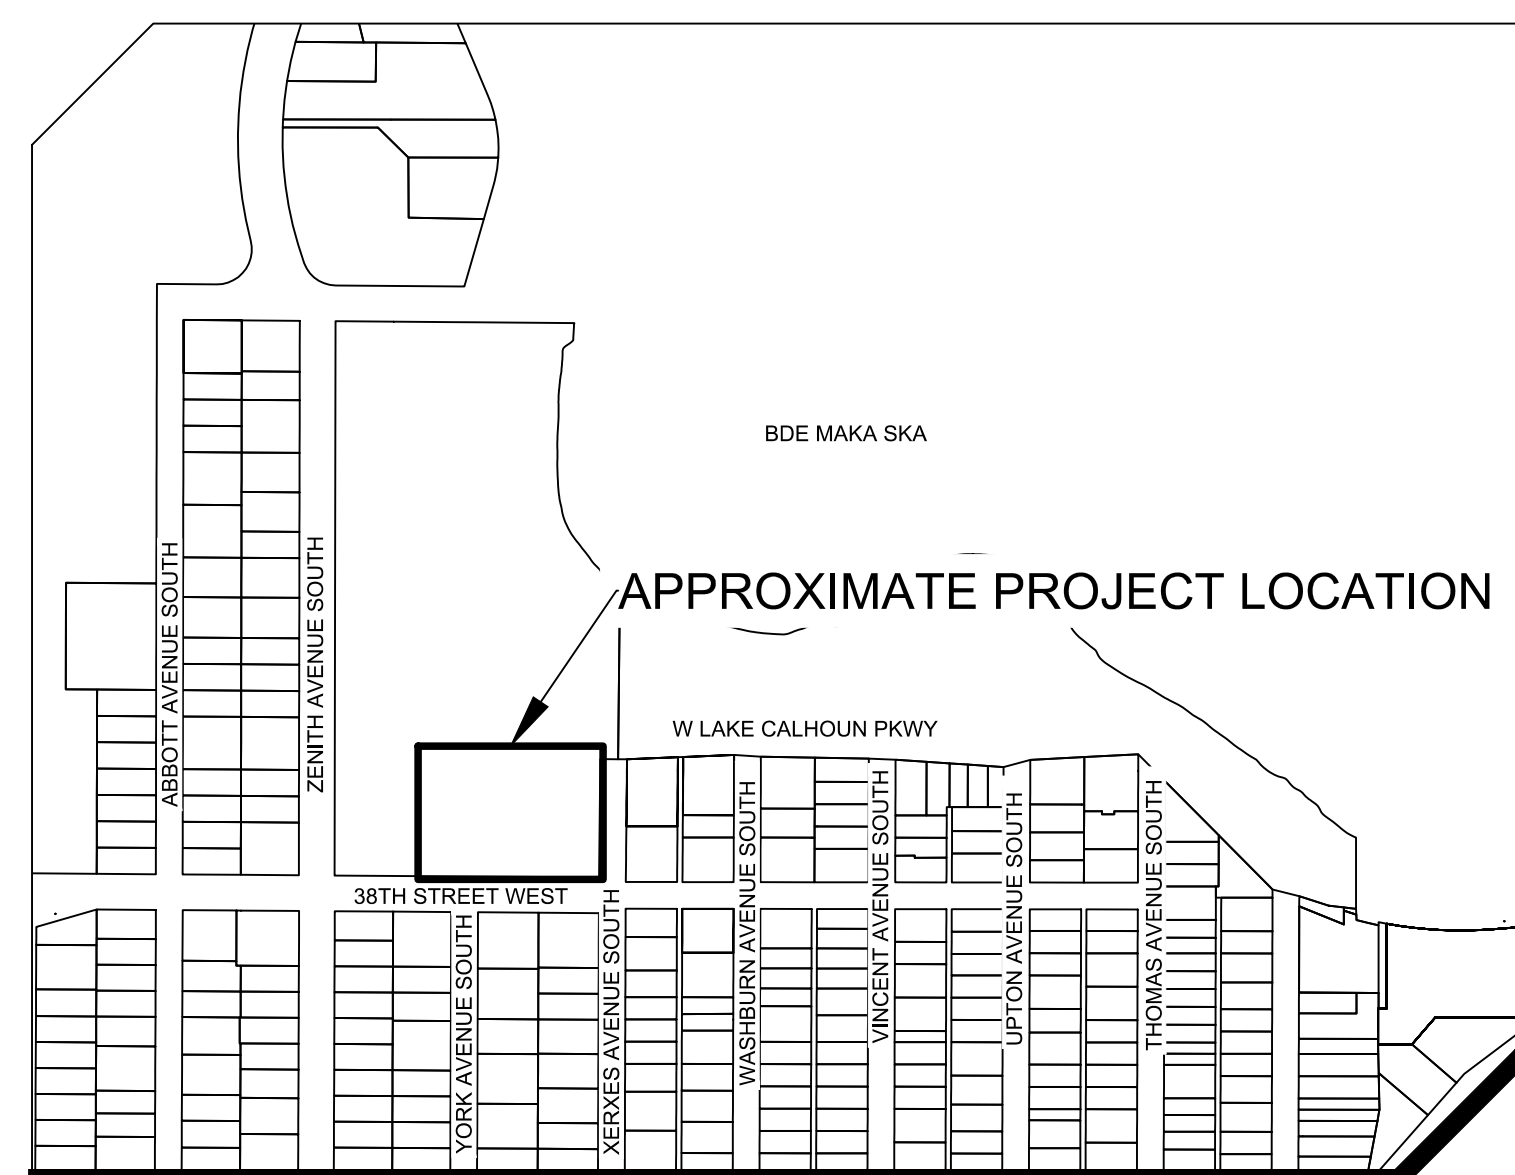 BDE MAKA SKA
APPROXIMATE PROJECT LOCATION
W LAKE CALHOUN PKWY
38TH STREET WEST
ABBOTT AVENUE SOUTH
ZENITH AVENUE SOUTH
YORK AVENUE SOUTH
XERXES AVENUE SOUTH
WASHBURN AVENUE SOUTH
VINCENT AVENUE SOUTH
UPTON AVENUE SOUTH
THOMAS AVENUE SOUTH